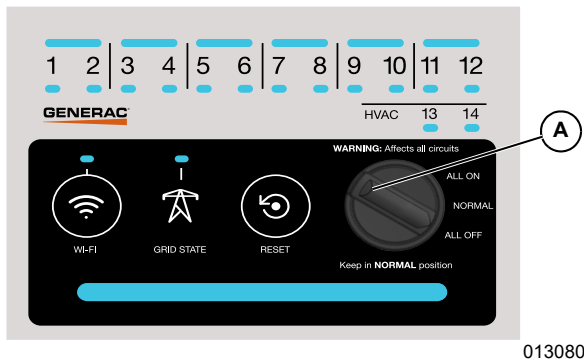 1 2 3 4 5 6 7 8 9 10 11 12
GENERAC
HVAC 13 14
A
WARNING: Affects all circuits
ALL ON
NORMAL
ALL OFF
WI-FI GRID STATE RESET
Keep in NORMAL position
013080